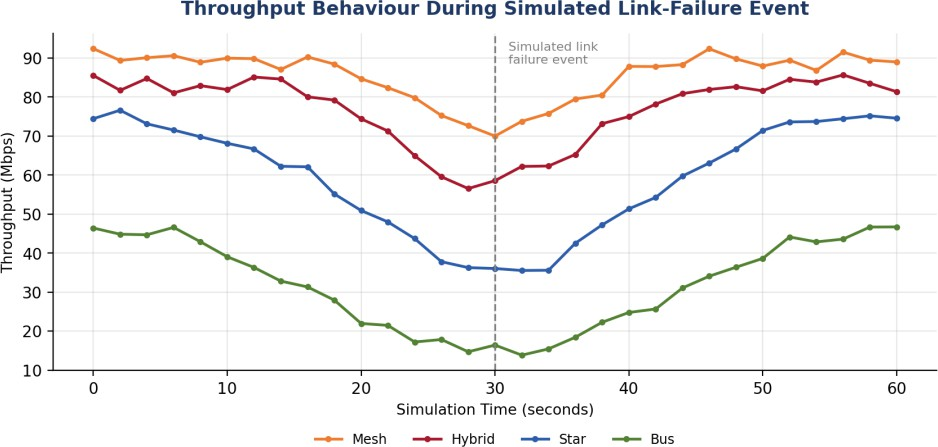 Throughput Behaviour During Simulated Link-Failure Event
Simulated link
failure event
Throughput (Mbps)
90
80
70
60
50
40
30
20
10
0 10 20 30 40 50 60
Simulation Time (seconds)
Mesh Hybrid Star Bus